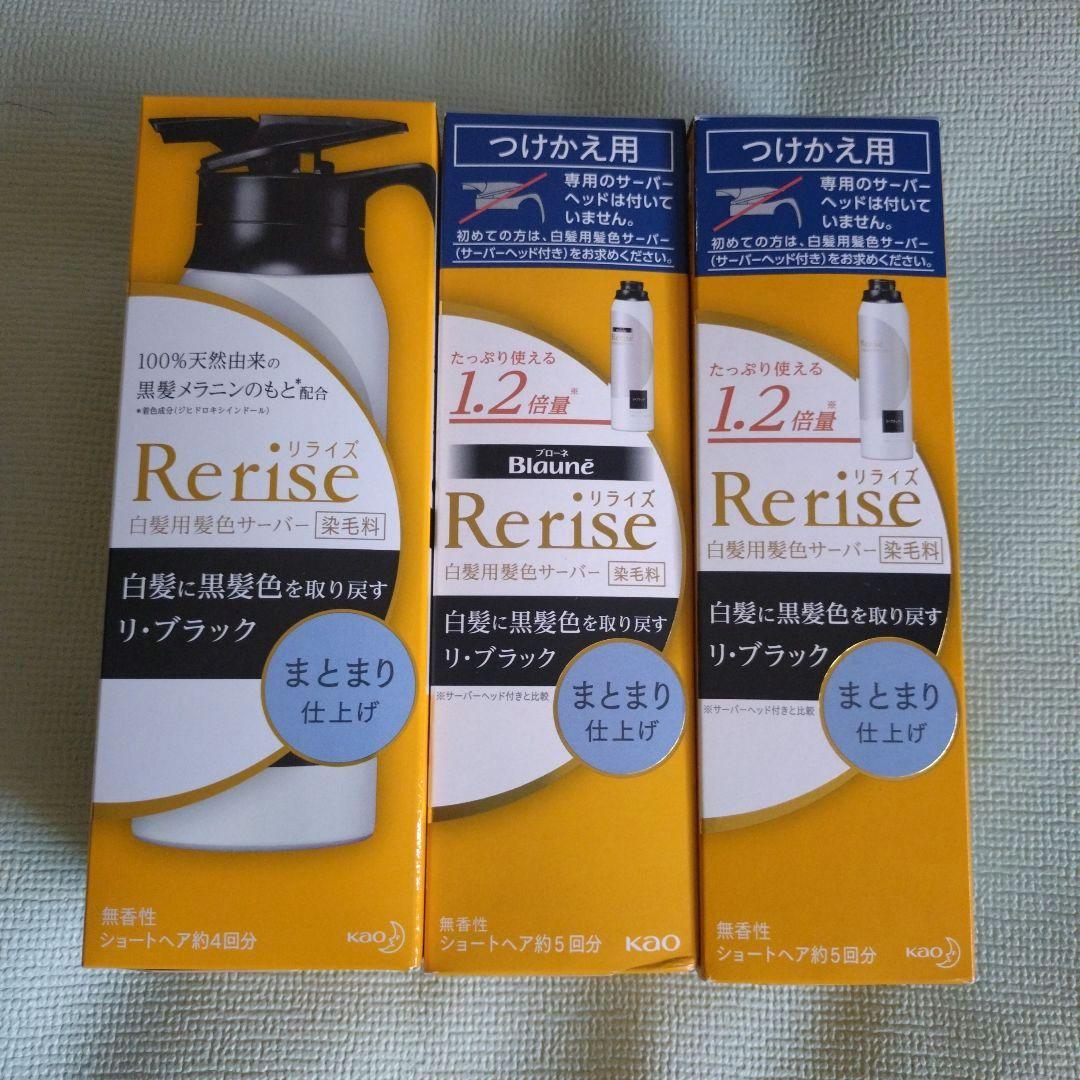 100%天然由来の
黒髪メラニンのもと*配合
*着色成分(ジヒドロキシインドール)
リライズ
Rerise
白髪用髪色サーバー 染毛料
白髪に黒髪色を取り戻す
リ・ブラック
まとまり
仕上げ
無香性
ショートヘア約4回分
Kao
つけかえ用
専用のサーバー
ヘッドは付いて
いません。
初めての方は、白髪用髪色サーバー
(サーバーヘッド付き)をお求めください。
たっぷり使える
1.2倍量※
ブローネ
Blauné
リライズ
Rerise
白髪用髪色サーバー 染毛料
白髪に黒髪色を取り戻す
リ・ブラック
※サーバーヘッド付きと比較
まとまり
仕上げ
無香性
ショートヘア約5回分
Kao
つけかえ用
専用のサーバー
ヘッドは付いて
いません。
初めての方は、白髪用髪色サーバー
(サーバーヘッド付き)をお求めください。
たっぷり使える
1.2倍量※
Rerise
リライズ
Rerise
白髪用髪色サーバー 染毛料
白髪に黒髪色を取り戻す
リ・ブラック
※サーバーヘッド付きと比較
まとまり
仕上げ
無香性
ショートヘア約5回分
Kao